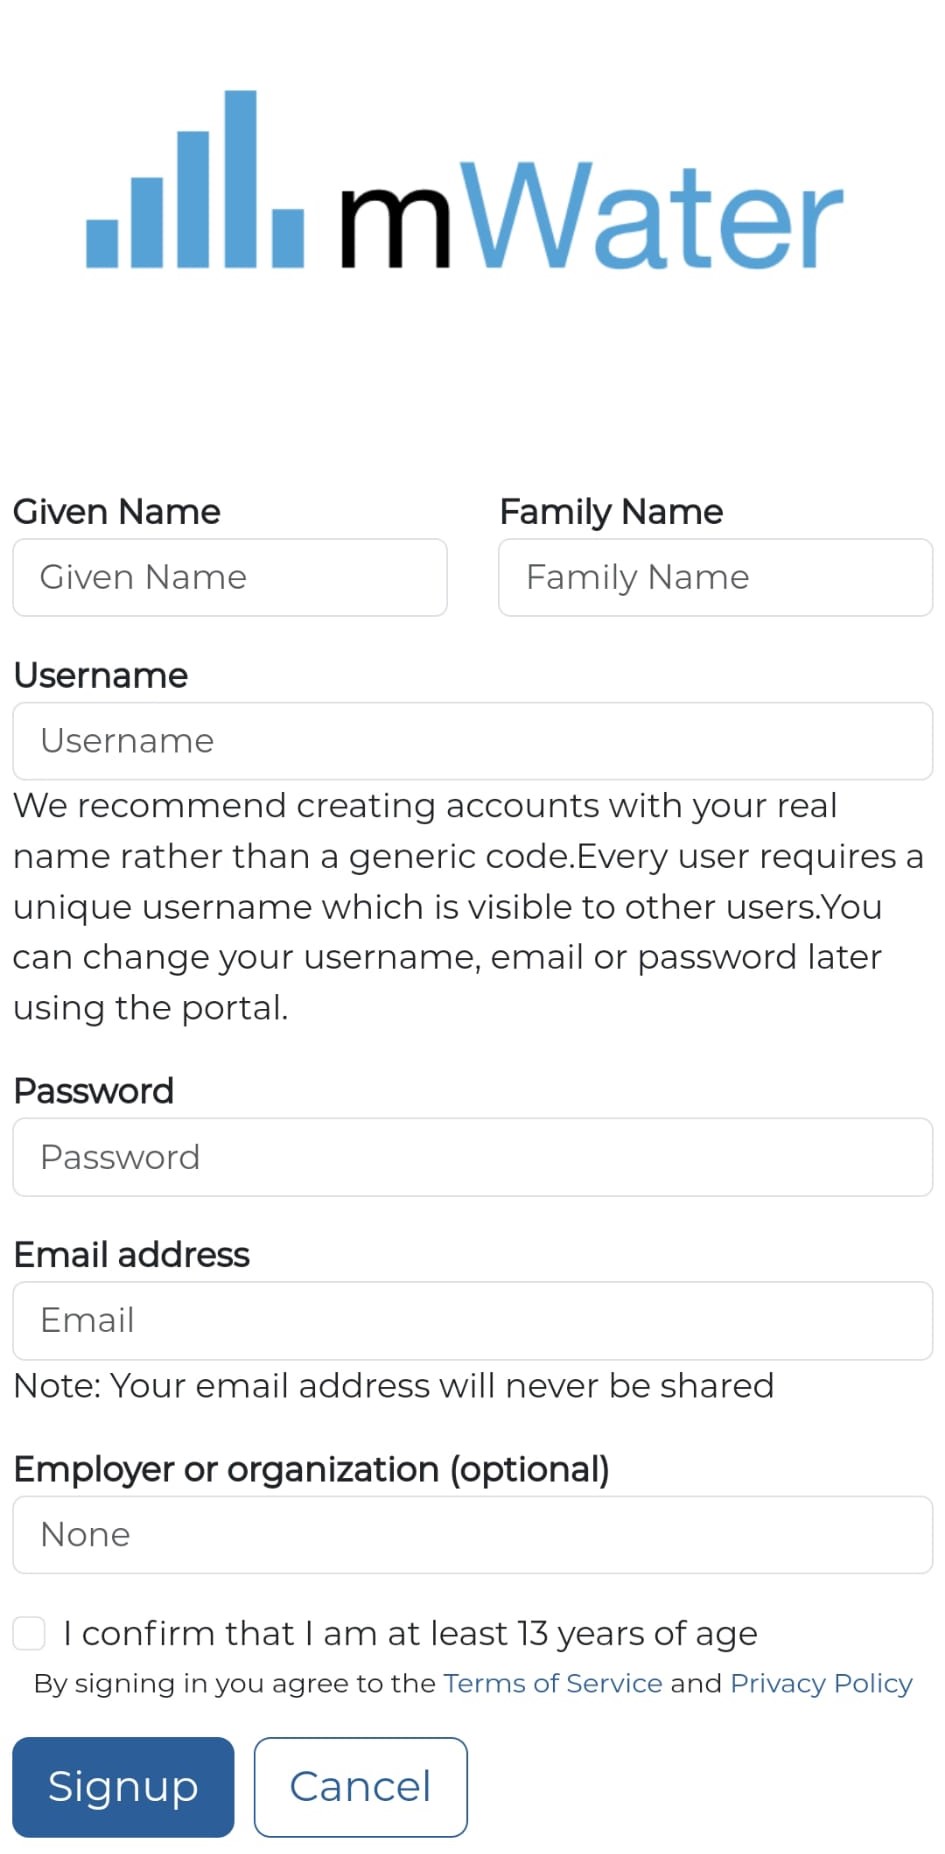 mWater
Given Name Family Name
Given Name Family Name
Username
Username
We recommend creating accounts with your real
name rather than a generic code.Every user requires a
unique username which is visible to other users.You
can change your username, email or password later
using the portal.
Password
Password
Email address
Email
Note: Your email address will never be shared
Employer or organization (optional)
None
I confirm that I am at least 13 years of age
By signing in you agree to the Terms of Service and Privacy Policy
Signup Cancel